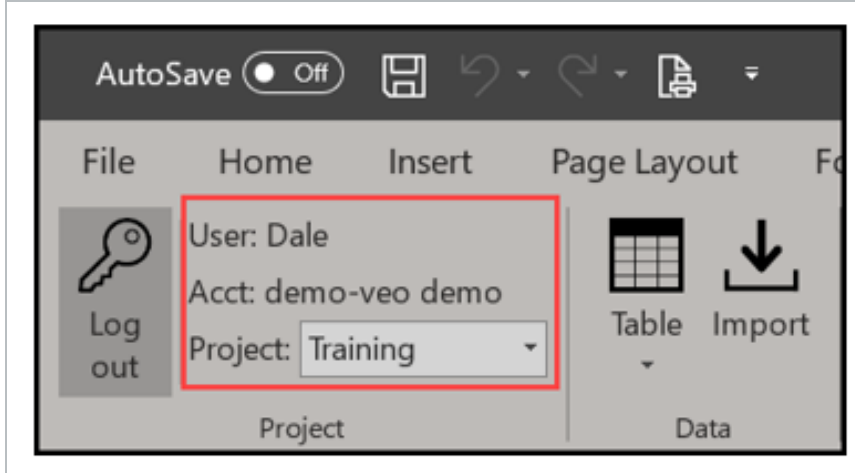 AutoSave Off
File Home Insert Page Layout
User: Dale
Acct: demo-veo demo
Project: Training
Log out
Table Import
Project Data